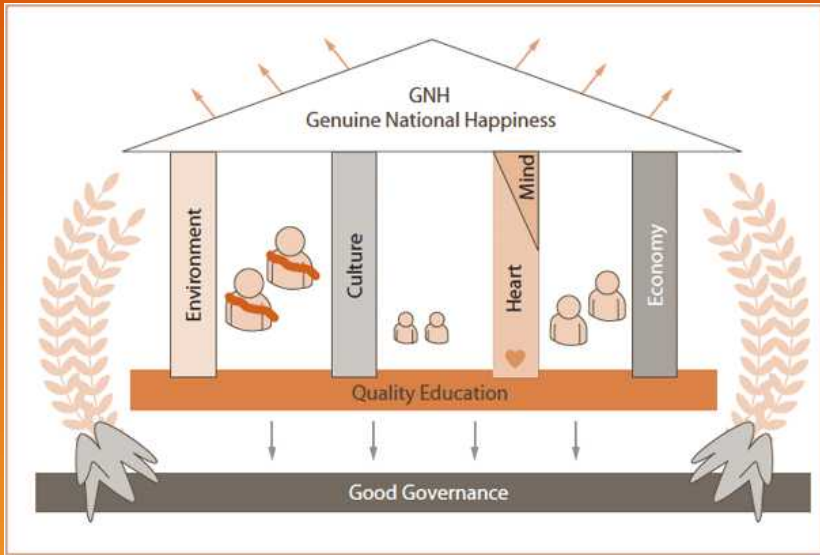 GNH
Genuine National Happiness
Environment
Culture
Heart
Mind
Economy
Quality Education
Good Governance